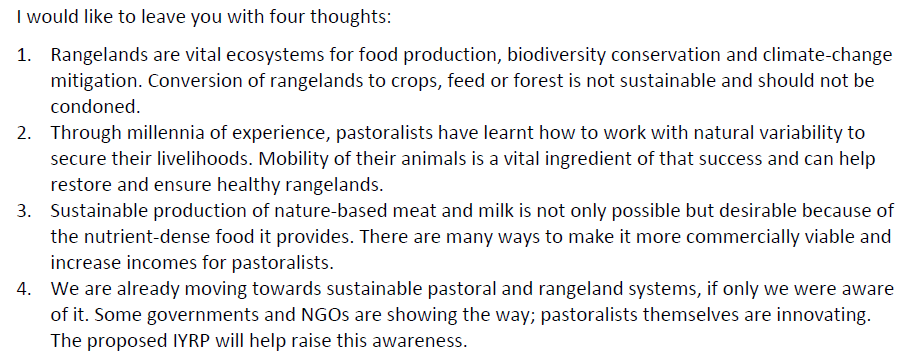 I would like to leave you with four thoughts:
1. Rangelands are vital ecosystems for food production, biodiversity conservation and climate-change
mitigation. Conversion of rangelands to crops, feed or forest is not sustainable and should not be
condoned.
2. Through millennia of experience, pastoralists have learnt how to work with natural variability to
secure their livelihoods. Mobility of their animals is a vital ingredient of that success and can help
restore and ensure healthy rangelands.
3. Sustainable production of nature-based meat and milk is not only possible but desirable because of
the nutrient-dense food it provides. There are many ways to make it more commercially viable and
increase incomes for pastoralists.
4. We are already moving towards sustainable pastoral and rangeland systems, if only we were aware
of it. Some governments and NGOs are showing the way; pastoralists themselves are innovating.
The proposed IYRP will help raise this awareness.